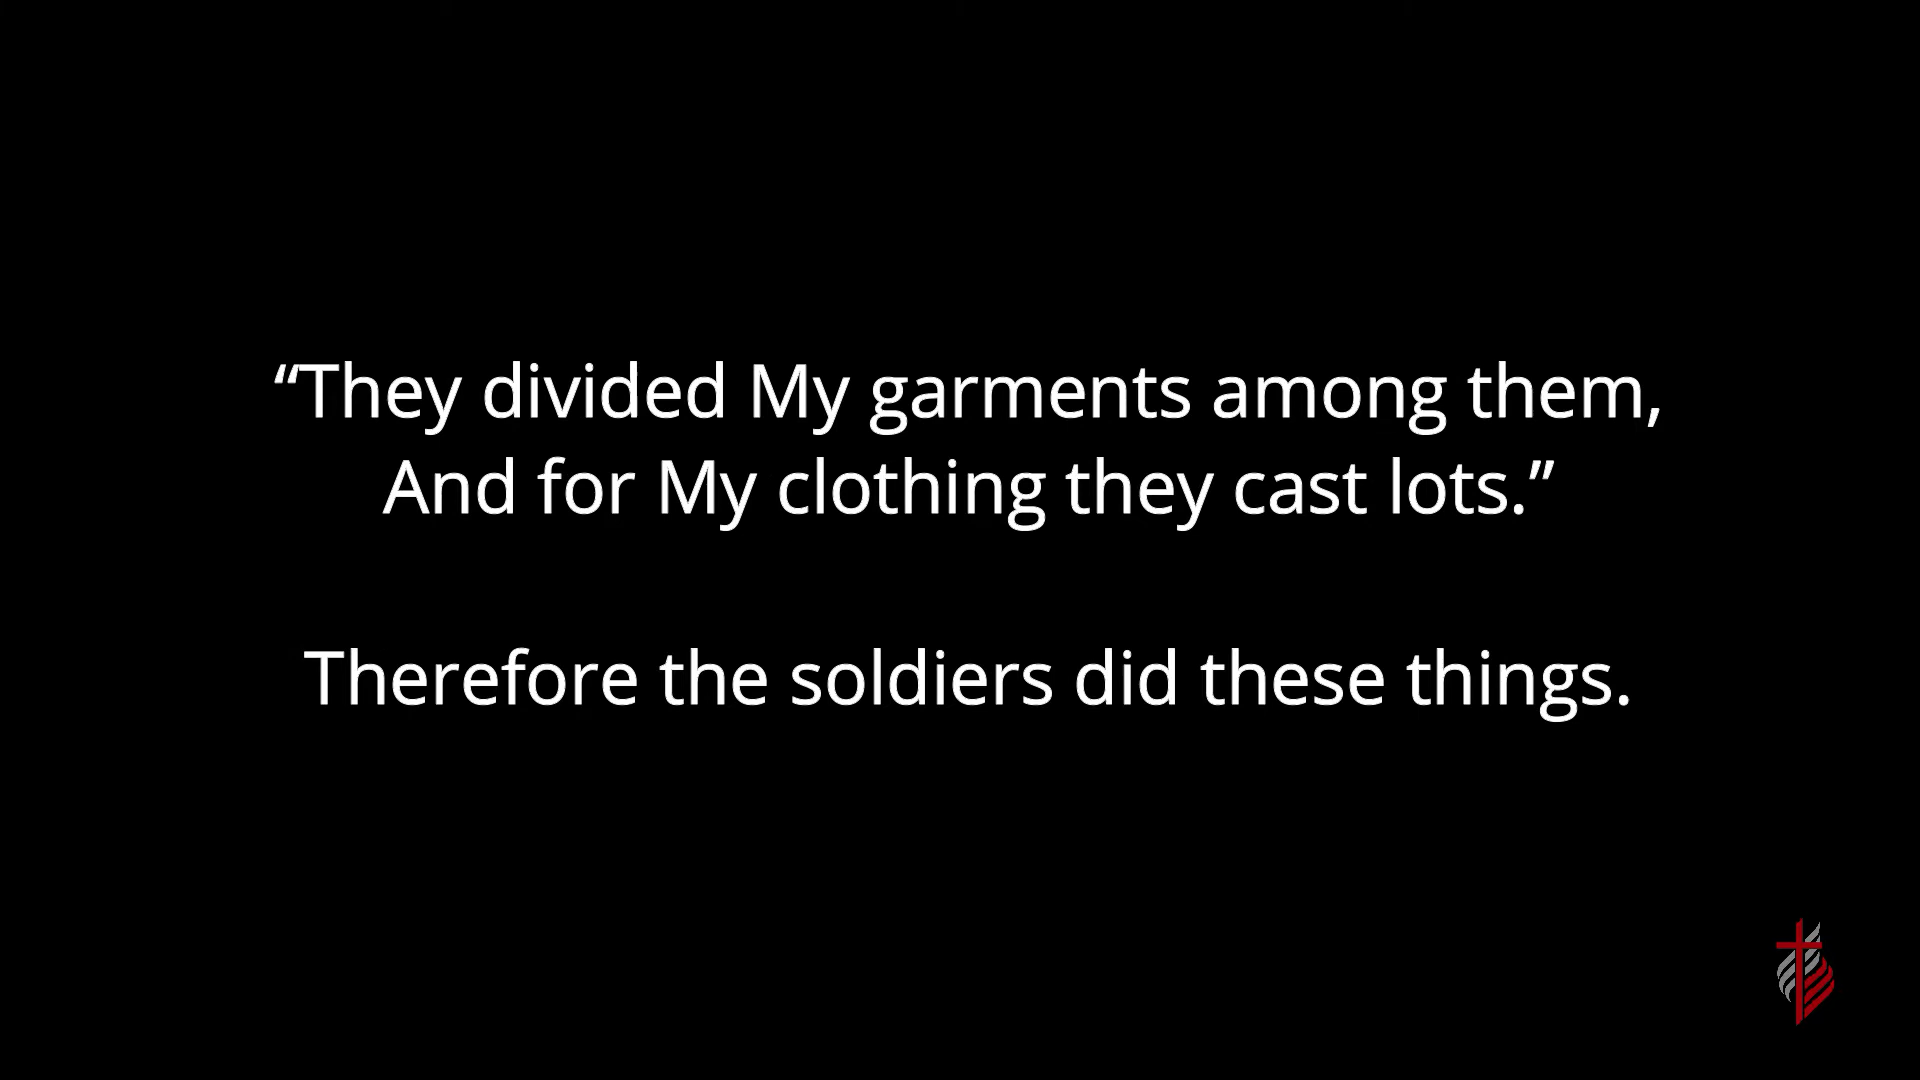 “They divided My garments among them,
And for My clothing they cast lots.”
Therefore the soldiers did these things.